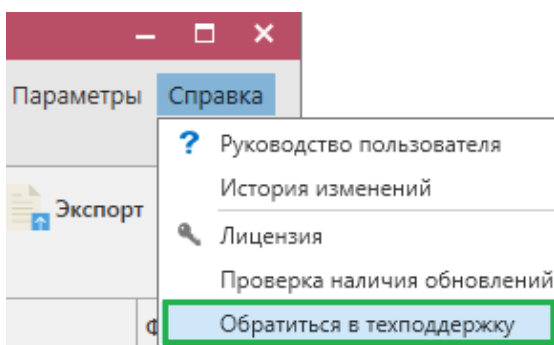 Параметры Справка
? Руководство пользователя
История изменений
Экспорт
Лицензия
Проверка наличия обновлений
Обратиться в техподдержку